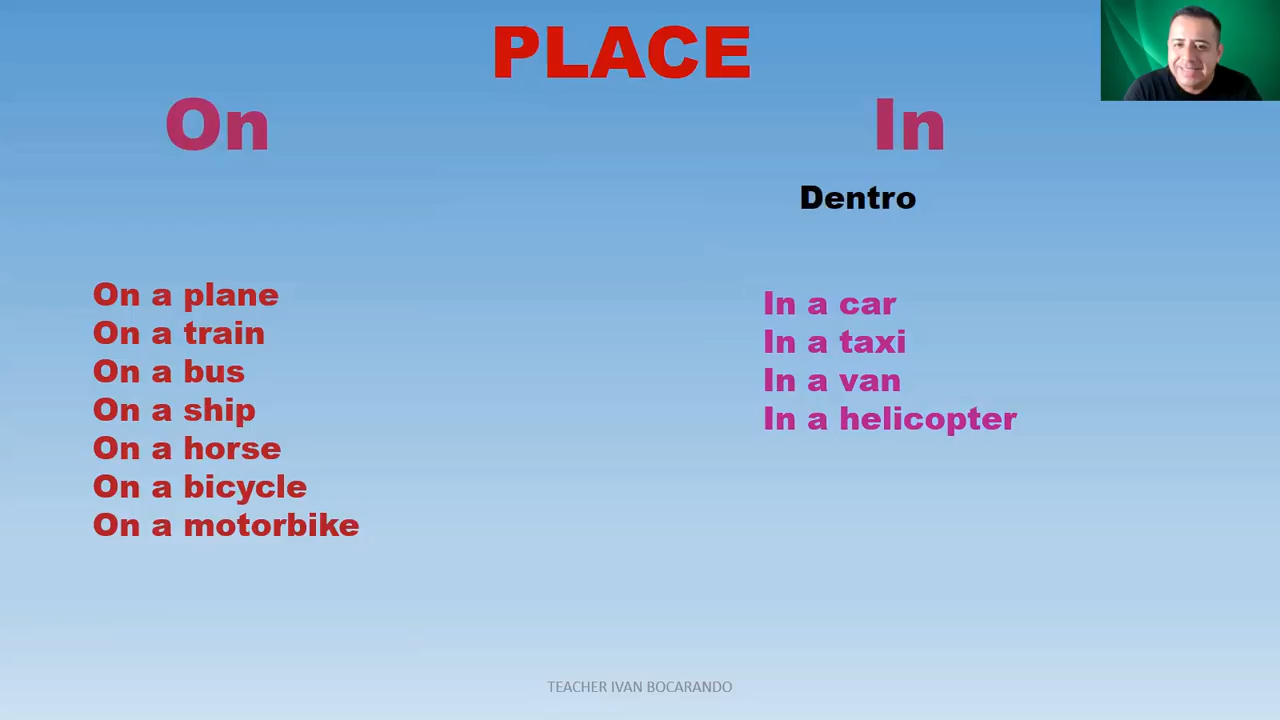 PLACE
On
In
Dentro
On a plane
On a train
On a bus
On a ship
On a horse
On a bicycle
On a motorbike
In a car
In a taxi
In a van
In a helicopter
TEACHER IVAN BOCARANDO